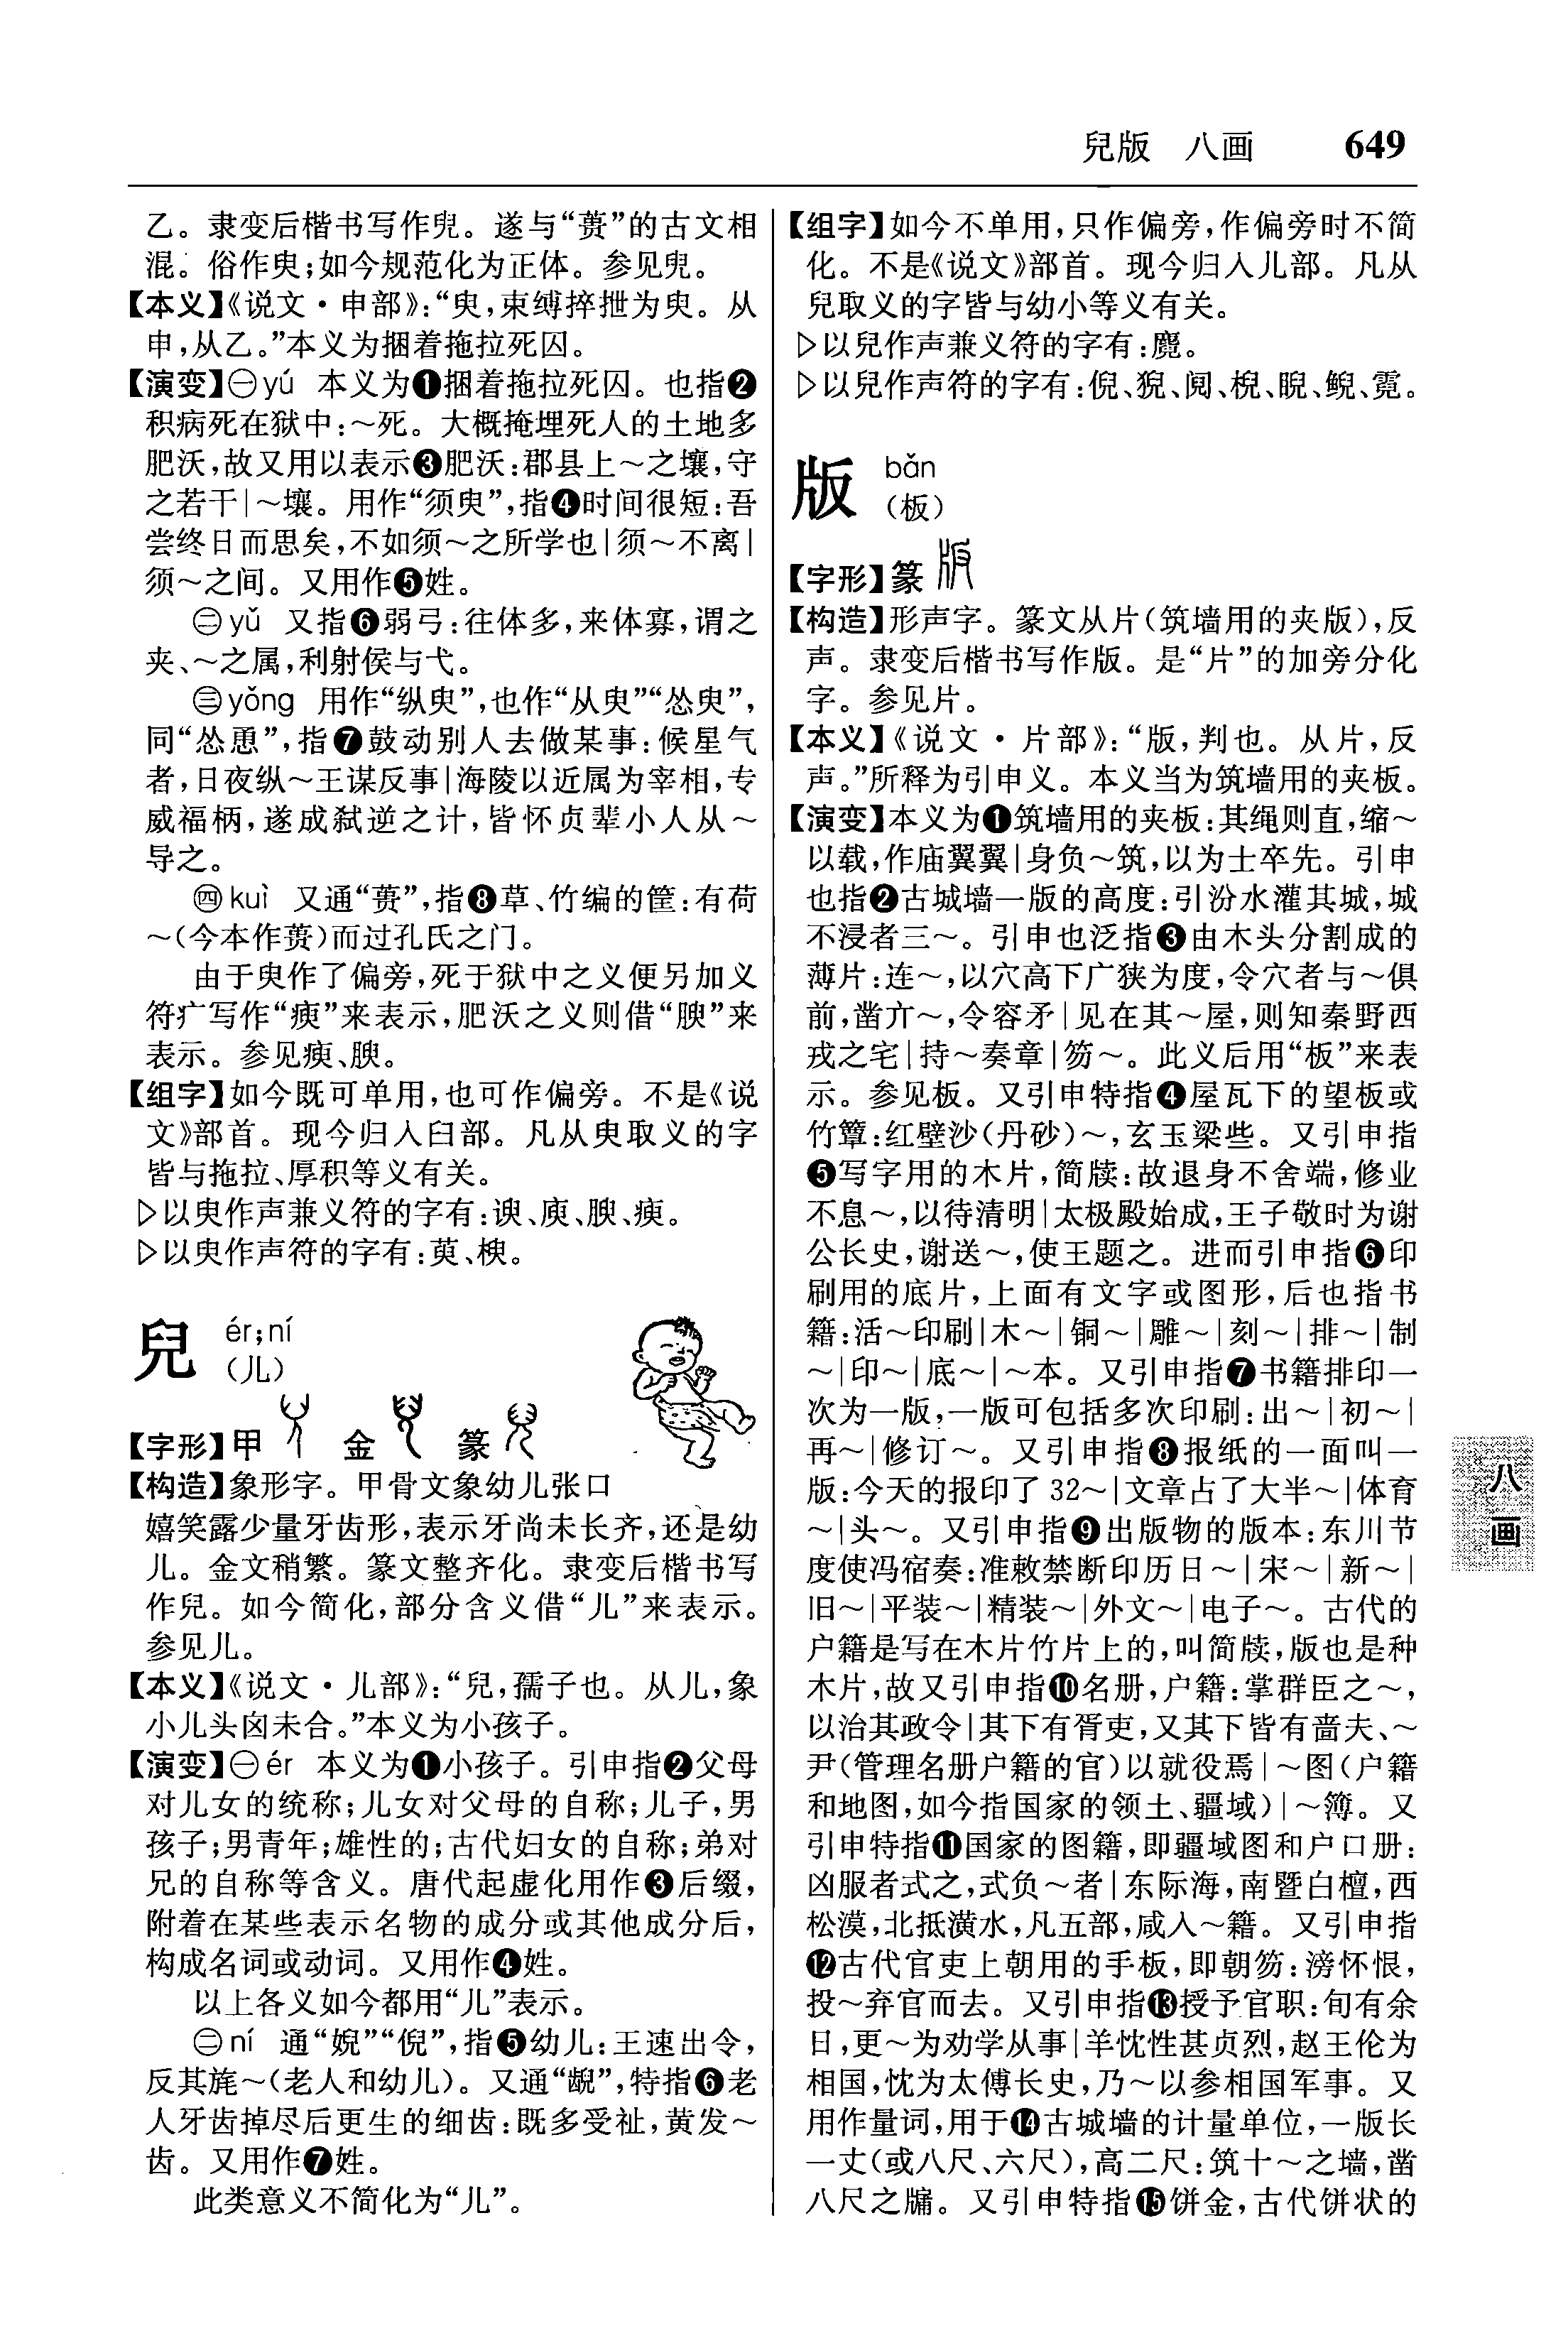 兒版 八画 649
乙。隶变后楷书写作臾。遂与“蒉”的古文相
混。俗作臾;如今规范化为正体。参见臾。
【本义】《说文·申部》:“臾,束缚捽抴为臾。从
申,从乙。”本义为捆着拖拉死囚。
【演变】㊀yú 本义为❶捆着拖拉死囚。也指❷
积病死在狱中:～死。大概掩埋死人的土地多
肥沃,故又用以表示❸肥沃:郡县上～之壤,守
之若干|～壤。用作“须臾”,指❹时间很短:吾
尝终日而思矣,不如须～之所学也|须～不离|
须～之间。又用作❺姓。
㊁yǔ 又指❻弱弓:往体多,来体寡,谓之
夹、～之属,利射侯与弋。
㊂yǒng 用作“纵臾”,也作“从臾”“怂臾”,
同“怂恿”,指❼鼓动别人去做某事:候星气
者,日夜纵～王谋反事|海陵以近属为宰相,专
威福柄,遂成弑逆之计,皆怀贞辈小人从～
导之。
㊃kuì 又通“蒉”,指❽草、竹编的筐:有荷
～(今本作蒉)而过孔氏之门。
由于臾作了偏旁,死于狱中之义便另加义
符疒写作“瘐”来表示,肥沃之义则借“腴”来
表示。参见瘐、腴。
【组字】如今既可单用,也可作偏旁。不是《说
文》部首。现今归入臼部。凡从臾取义的字
皆与拖拉、厚积等义有关。
▷以臾作声兼义符的字有:谀、庾、腴、瘐。
▷以臾作声符的字有:萸、楰。
兒 ér;ní
(儿)
【字形】甲 金 篆
【构造】象形字。甲骨文象幼儿张口
嬉笑露少量牙齿形,表示牙尚未长齐,还是幼
儿。金文稍繁。篆文整齐化。隶变后楷书写
作兒。如今简化,部分含义借“儿”来表示。
参见儿。
【本义】《说文·儿部》:“兒,孺子也。从儿,象
小儿头囟未合。”本义为小孩子。
【演变】㊀ér 本义为❶小孩子。引申指❷父母
对儿女的统称;儿女对父母的自称;儿子,男
孩子;男青年;雄性的;古代妇女的自称;弟对
兄的自称等含义。唐代起虚化用作❸后缀,
附着在某些表示名物的成分或其他成分后,
构成名词或动词。又用作❹姓。
以上各义如今都用“儿”表示。
㊁ní 通“婗”“倪”,指❺幼儿:王速出令,
反其旄～(老人和幼儿)。又通“齯”,特指❻老
人牙齿掉尽后更生的细齿:既多受祉,黄发～
齿。又用作❼姓。
此类意义不简化为“儿”。
【组字】如今不单用,只作偏旁,作偏旁时不简
化。不是《说文》部首。现今归入儿部。凡从
兒取义的字皆与幼小等义有关。
▷以兒作声兼义符的字有:麑。
▷以兒作声符的字有:倪、猊、阋、棿、睨、鲵、霓。
版 bǎn
(板)
【字形】篆
【构造】形声字。篆文从片(筑墙用的夹版),反
声。隶变后楷书写作版。是“片”的加旁分化
字。参见片。
【本义】《说文·片部》:“版,判也。从片,反
声。”所释为引申义。本义当为筑墙用的夹板。
【演变】本义为❶筑墙用的夹板:其绳则直,缩～
以载,作庙翼翼|身负～筑,以为士卒先。引申
也指❷古城墙一版的高度:引汾水灌其城,城
不浸者三～。引申也泛指❸由木头分割成的
薄片:连～,以穴高下广狭为度,令穴者与～俱
前,凿亣～,令容矛|见在其～屋,则知秦野西
戎之宅|持～奏章|笏～。此义后用“板”来表
示。参见板。又引申特指❹屋瓦下的望板或
竹簟:红壁沙(丹砂)～,玄玉梁些。又引申指
❺写字用的木片,简牍:故退身不舍端,修业
不息～,以待清明|太极殿始成,王子敬时为谢
公长史,谢送～,使王题之。进而引申指❻印
刷用的底片,上面有文字或图形,后也指书
籍:活～印刷|木～|铜～|雕～|刻～|排～|制
～|印～|底～|～本。又引申指❼书籍排印一
次为一版,一版可包括多次印刷:出～|初～|
再～|修订～。又引申指❽报纸的一面叫一
版:今天的报印了32～|文章占了大半～|体育
～|头～。又引申指❾出版物的版本:东川节
度使冯宿奏:准敕禁断印历日～|宋～|新～|
旧～|平装～|精装～|外文～|电子～。古代的
户籍是写在木片竹片上的,叫简牍,版也是种
木片,故又引申指❿名册,户籍:掌群臣之～,
以治其政令|其下有胥吏,又其下皆有啬夫、～
尹(管理名册户籍的官)以就役焉|～图(户籍
和地图,如今指国家的领土、疆域)|～簿。又
引申特指⓫国家的图籍,即疆域图和户口册:
凶服者式之,式负～者|东际海,南暨白檀,西
松漠,北抵潢水,凡五部,咸入～籍。又引申指
⓬古代官吏上朝用的手板,即朝笏:滂怀恨,
投～弃官而去。又引申指⓭授予官职:旬有余
日,更～为劝学从事|羊忱性甚贞烈,赵王伦为
相国,忱为太傅长史,乃～以参相国军事。又
用作量词,用于⓮古城墙的计量单位,一版长
一丈(或八尺、六尺),高二尺:筑十～之墙,凿
八尺之牖。又引申特指⓯饼金,古代饼状的
八画